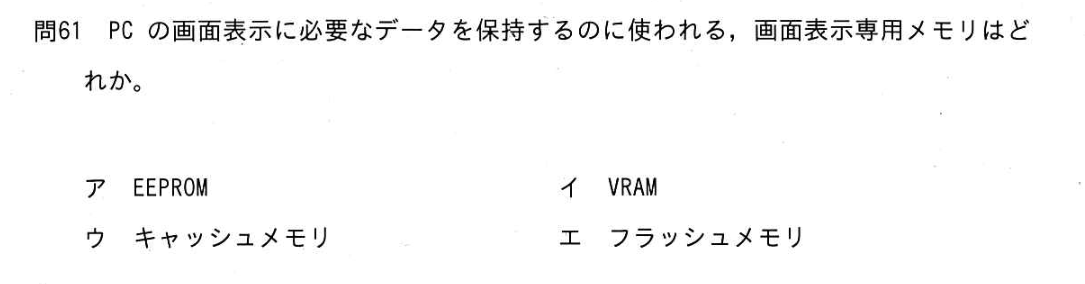 問61　PC の画面表示に必要なデータを保持するのに使われる，画面表示専用メモリはど
れか。
ア　EEPROM　　イ　VRAM
ウ　キャッシュメモリ　　エ　フラッシュメモリ